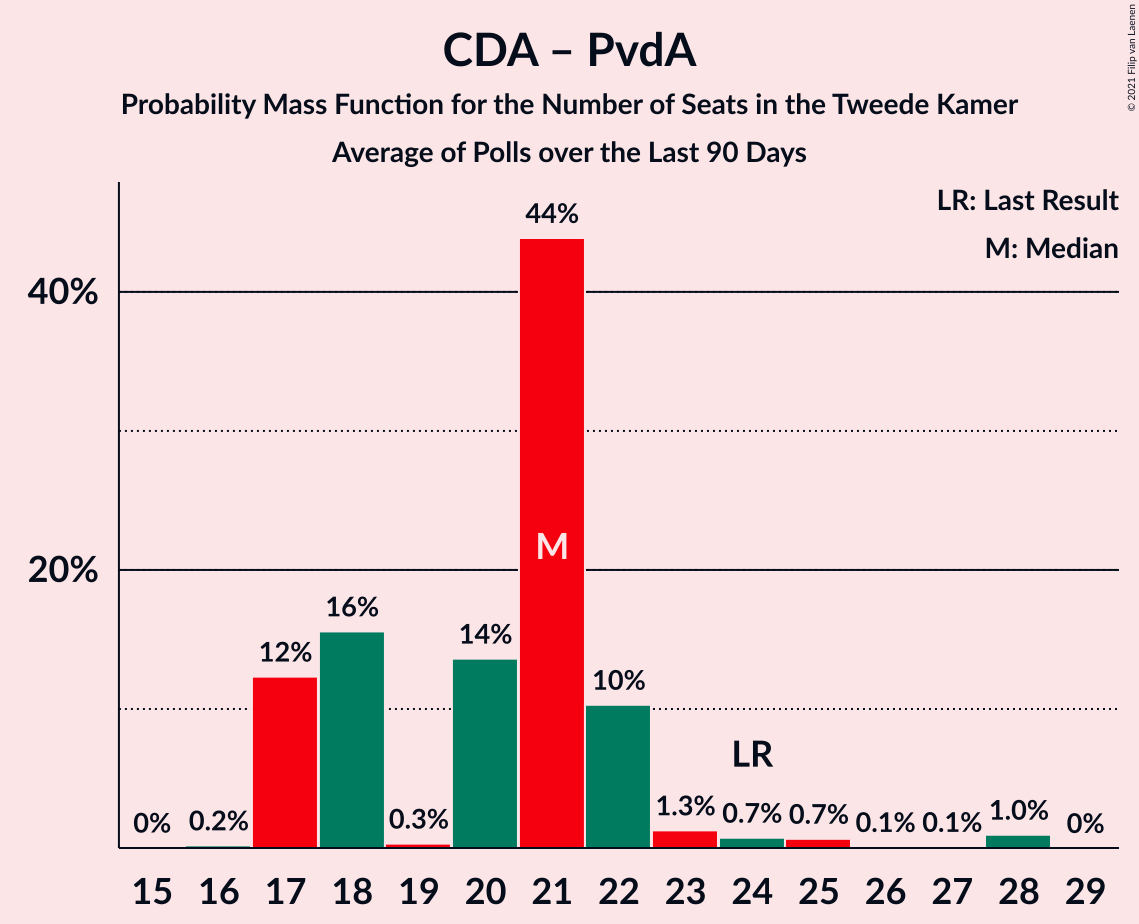 CDA – PvdA
Probability Mass Function for the Number of Seats in the Tweede Kamer
Average of Polls over the Last 90 Days
© 2021 Filip van Laenen
LR: Last Result
M: Median
44%
40%
M
20%
16%
14%
12%
10%
LR
0%
0.2%
0.3%
1.3%
0.7%
0.7%
0.1%
0.1%
1.0%
0%
15 16 17 18 19 20 21 22 23 24 25 26 27 28 29